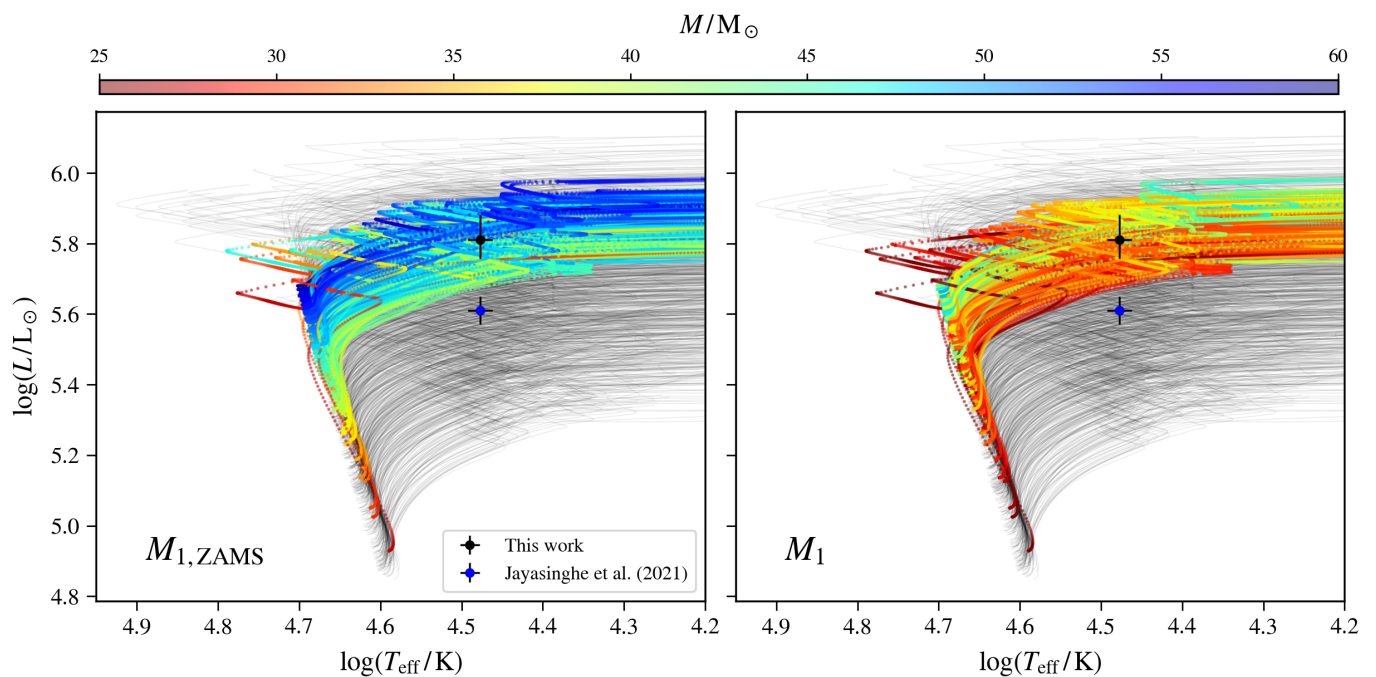 M/M⊙
25 30 35 40 45 50 55 60
log(L/L⊙)
6.0
5.8
5.6
5.4
5.2
5.0
4.8
M1,ZAMS
This work
Jayasinghe et al. (2021)
M1
4.9 4.8 4.7 4.6 4.5 4.4 4.3 4.2
4.9 4.8 4.7 4.6 4.5 4.4 4.3 4.2
log(Teff/K)
log(Teff/K)